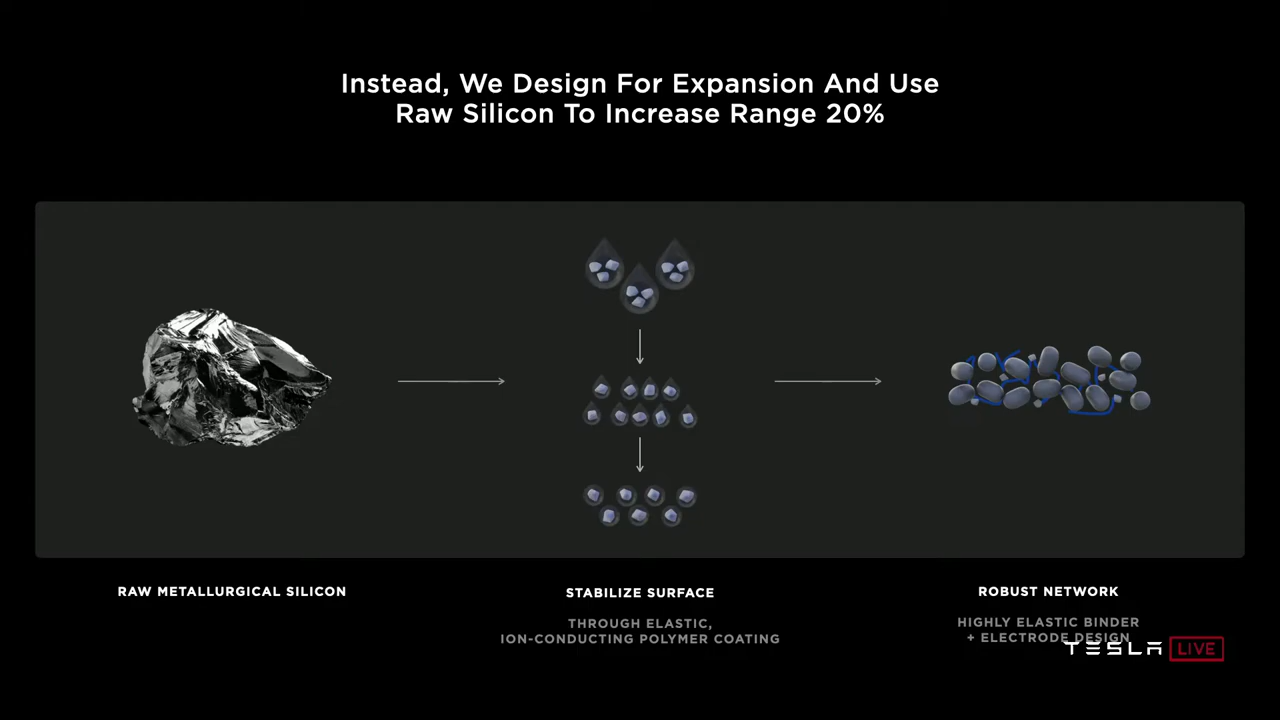 Instead, We Design For Expansion And Use
Raw Silicon To Increase Range 20%
RAW METALLURGICAL SILICON
STABILIZE SURFACE
THROUGH ELASTIC,
ION-CONDUCTING POLYMER COATING
ROBUST NETWORK
HIGHLY ELASTIC BINDER
+ ELECTRODE DESIGN
TESLA LIVE